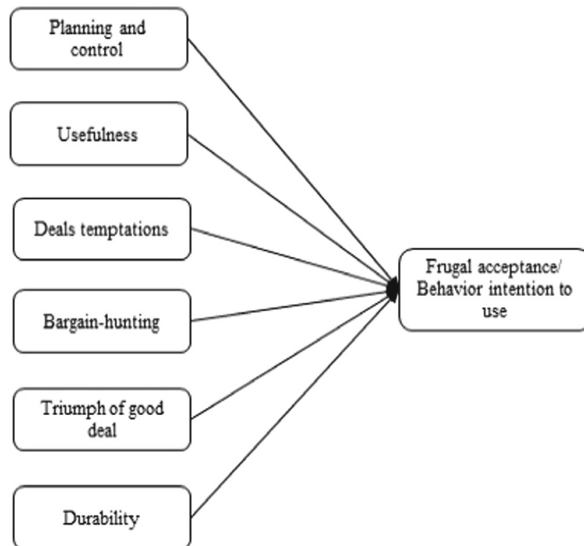 Planning and
control
Usefulness
Deals temptations
Bargain-hunting
Triumph of good
deal
Durability
Frugal acceptance/
Behavior intention to
use